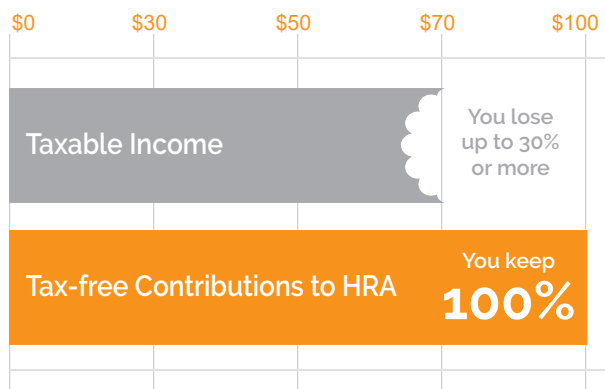 $0 $30 $50 $70 $100
Taxable Income
You lose
up to 30%
or more
Tax-free Contributions to HRA
You keep
100%